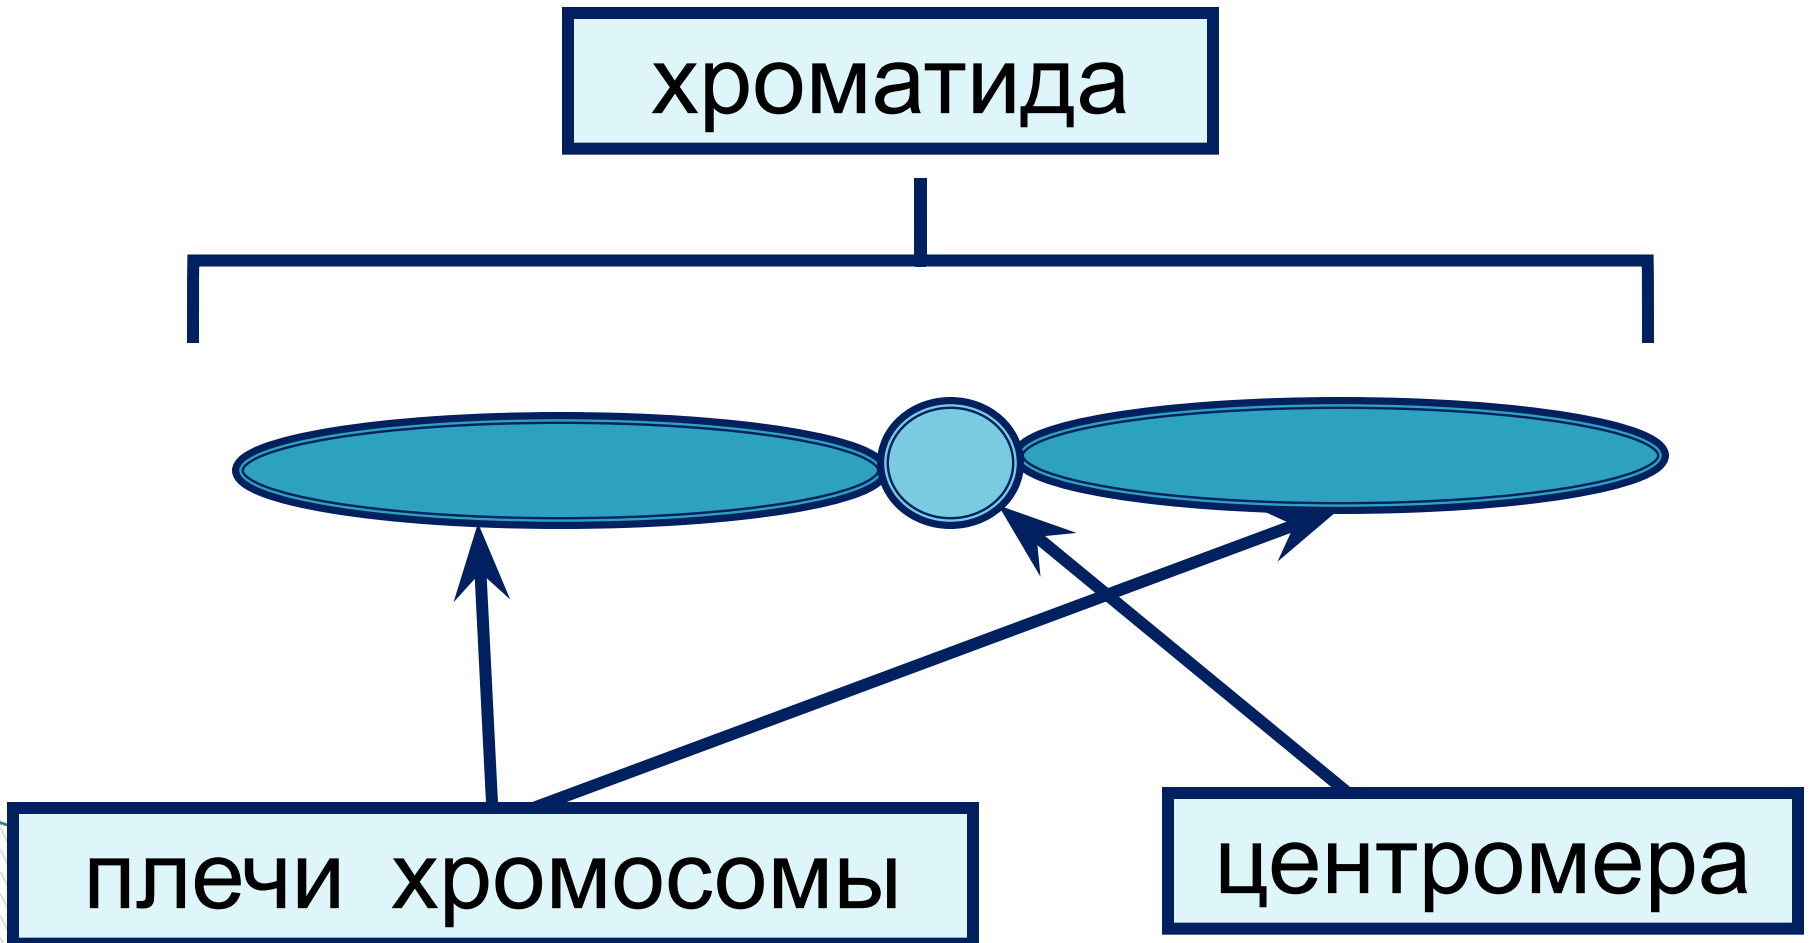 хроматида
плечи хромосомы
центромера